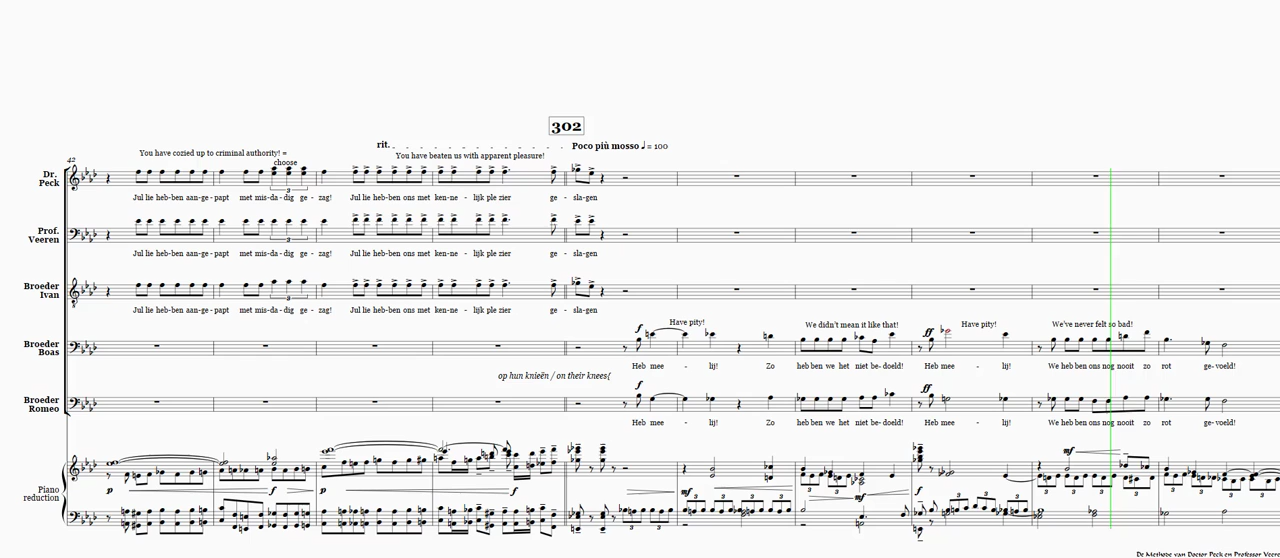 302
rit. Poco più mosso ♩ = 100
42
You have cozied up to criminal authority! =
choose
You have beaten us with apparent pleasure!
Dr. Peck
Jul lie heb-ben aan-ge-papt met mis-da-dig ge-zag! Jul lie heb-ben ons met ken-ne-lijk ple zier ge-sla-gen
Prof. Veeren
Jul lie heb-ben aan-ge-papt met mis-da-dig ge-zag! Jul lie heb-ben ons met ken-ne-lijk ple zier ge-sla-gen
Broeder Ivan
Jul lie heb-ben aan-ge-papt met mis-da-dig ge-zag! Jul lie heb-ben ons met ken-ne-lijk ple zier ge-sla-gen
f Have pity! We didn't mean it like that! ff Have pity! We've never felt so bad!
Broeder Boas
Heb mee - lij! Zo heb ben we het niet be-doeld! Heb mee - lij! We heb ben ons nog nooit zo rot ge-voeld!
op hun knieën / on their knees{
f ff
Broeder Romeo
Heb mee - lij! Zo heb ben we het niet be-doeld! Heb mee - lij! We heb ben ons nog nooit zo rot ge-voeld!
Piano reduction
p f p f mf mf f mf
De Methode van Doctor Peck en Professor Veere